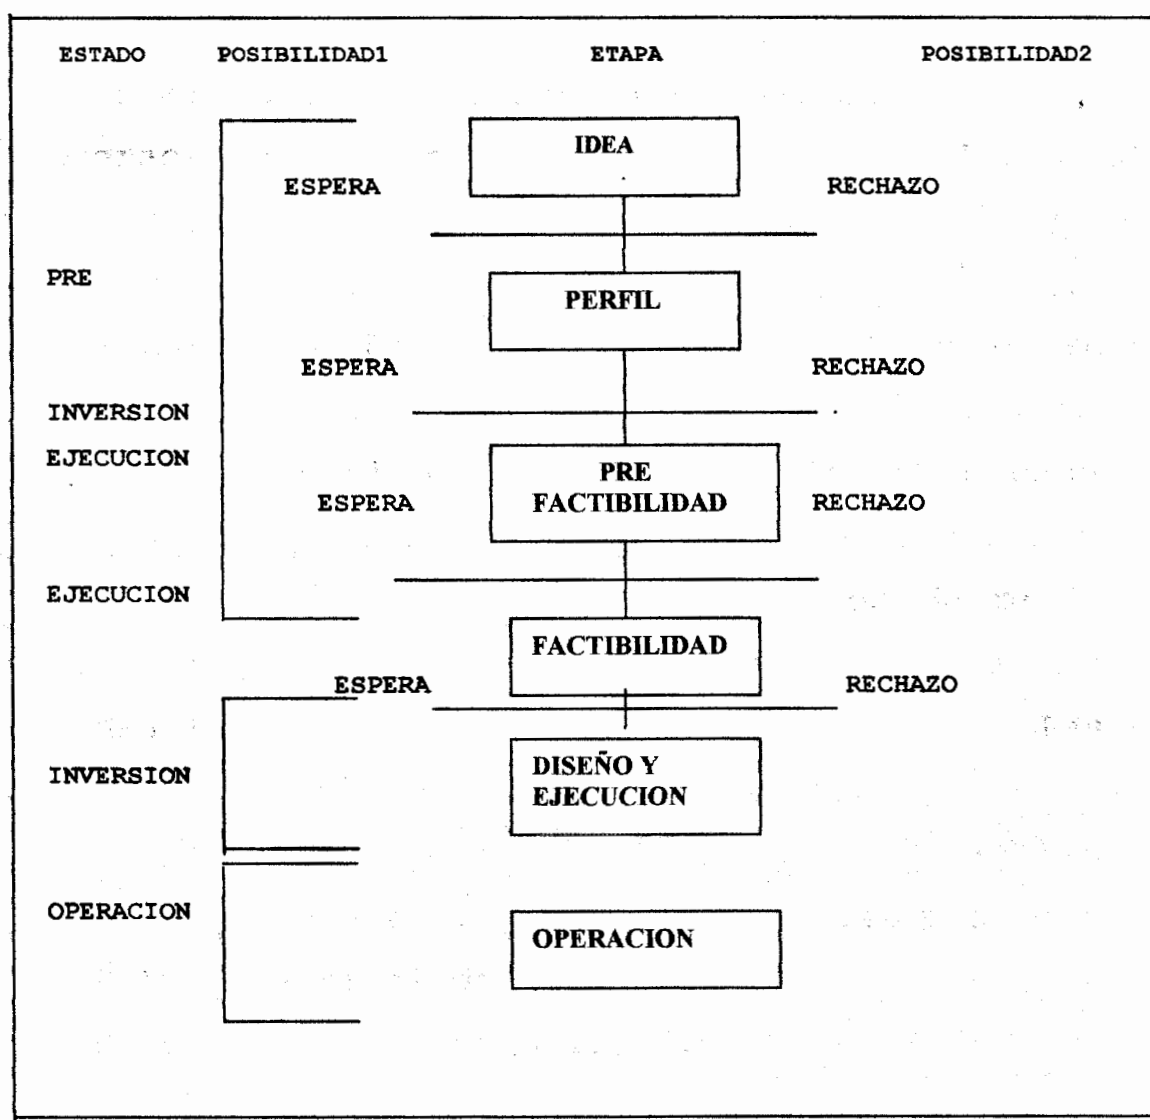 ESTADO POSIBILIDAD1 ETAPA POSIBILIDAD2
IDEA
ESPERA RECHAZO
PRE
PERFIL
ESPERA RECHAZO
INVERSION
EJECUCION
PRE
FACTIBILIDAD
ESPERA RECHAZO
EJECUCION
FACTIBILIDAD
ESPERA RECHAZO
INVERSION
DISEÑO Y
EJECUCION
OPERACION
OPERACION